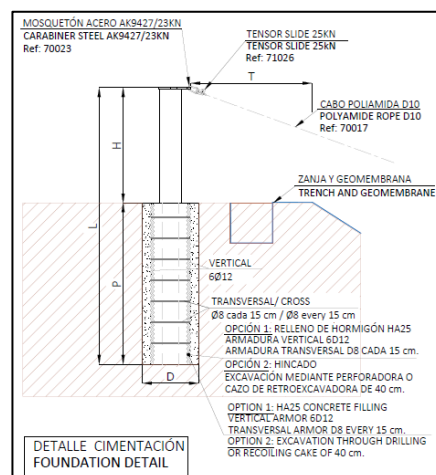 MOSQUETÓN ACERO AK9427/23KN
CARABINER STEEL AK9427/23KN
Ref: 70023
TENSOR SLIDE 25KN
TENSOR SLIDE 25kN
Ref: 71026
T
CABO POLIAMIDA D10
POLYAMIDE ROPE D10
Ref: 70017
H
L
ZANJA Y GEOMEMBRANA
TRENCH AND GEOMEMBRANE
P
VERTICAL
6Ø12
TRANSVERSAL/ CROSS
Ø8 cada 15 cm / Ø8 every 15 cm
OPCIÓN 1: RELLENO DE HORMIGÓN HA25
ARMADURA VERTICAL 6D12
ARMADURA TRANSVERSAL D8 CADA 15 cm.
OPCIÓN 2: HINCADO
EXCAVACIÓN MEDIANTE PERFORADORA O
CAZO DE RETROEXCAVADORA DE 40 cm.
D
OPTION 1: HA25 CONCRETE FILLING
VERTICAL ARMOR 6D12
TRANSVERSAL ARMOR D8 EVERY 15 cm.
OPTION 2: EXCAVATION THROUGH DRILLING
OR RECOILING CAKE OF 40 cm.
DETALLE CIMENTACIÓN
FOUNDATION DETAIL